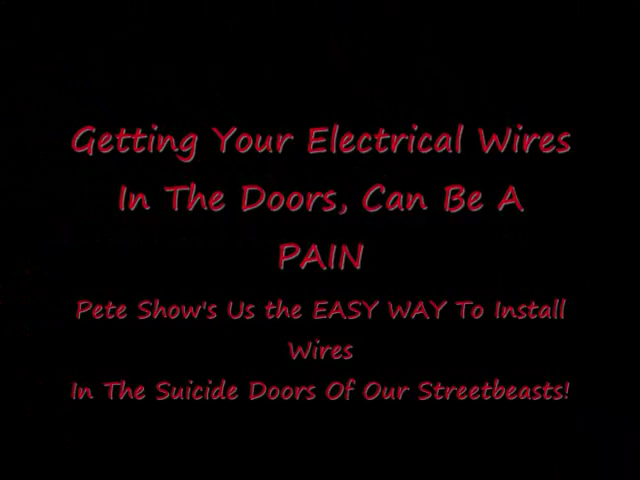 Getting Your Electrical Wires
In The Doors, Can Be A
PAIN
Pete Show's Us the EASY WAY To Install
Wires
In The Suicide Doors Of Our Streetbeasts!